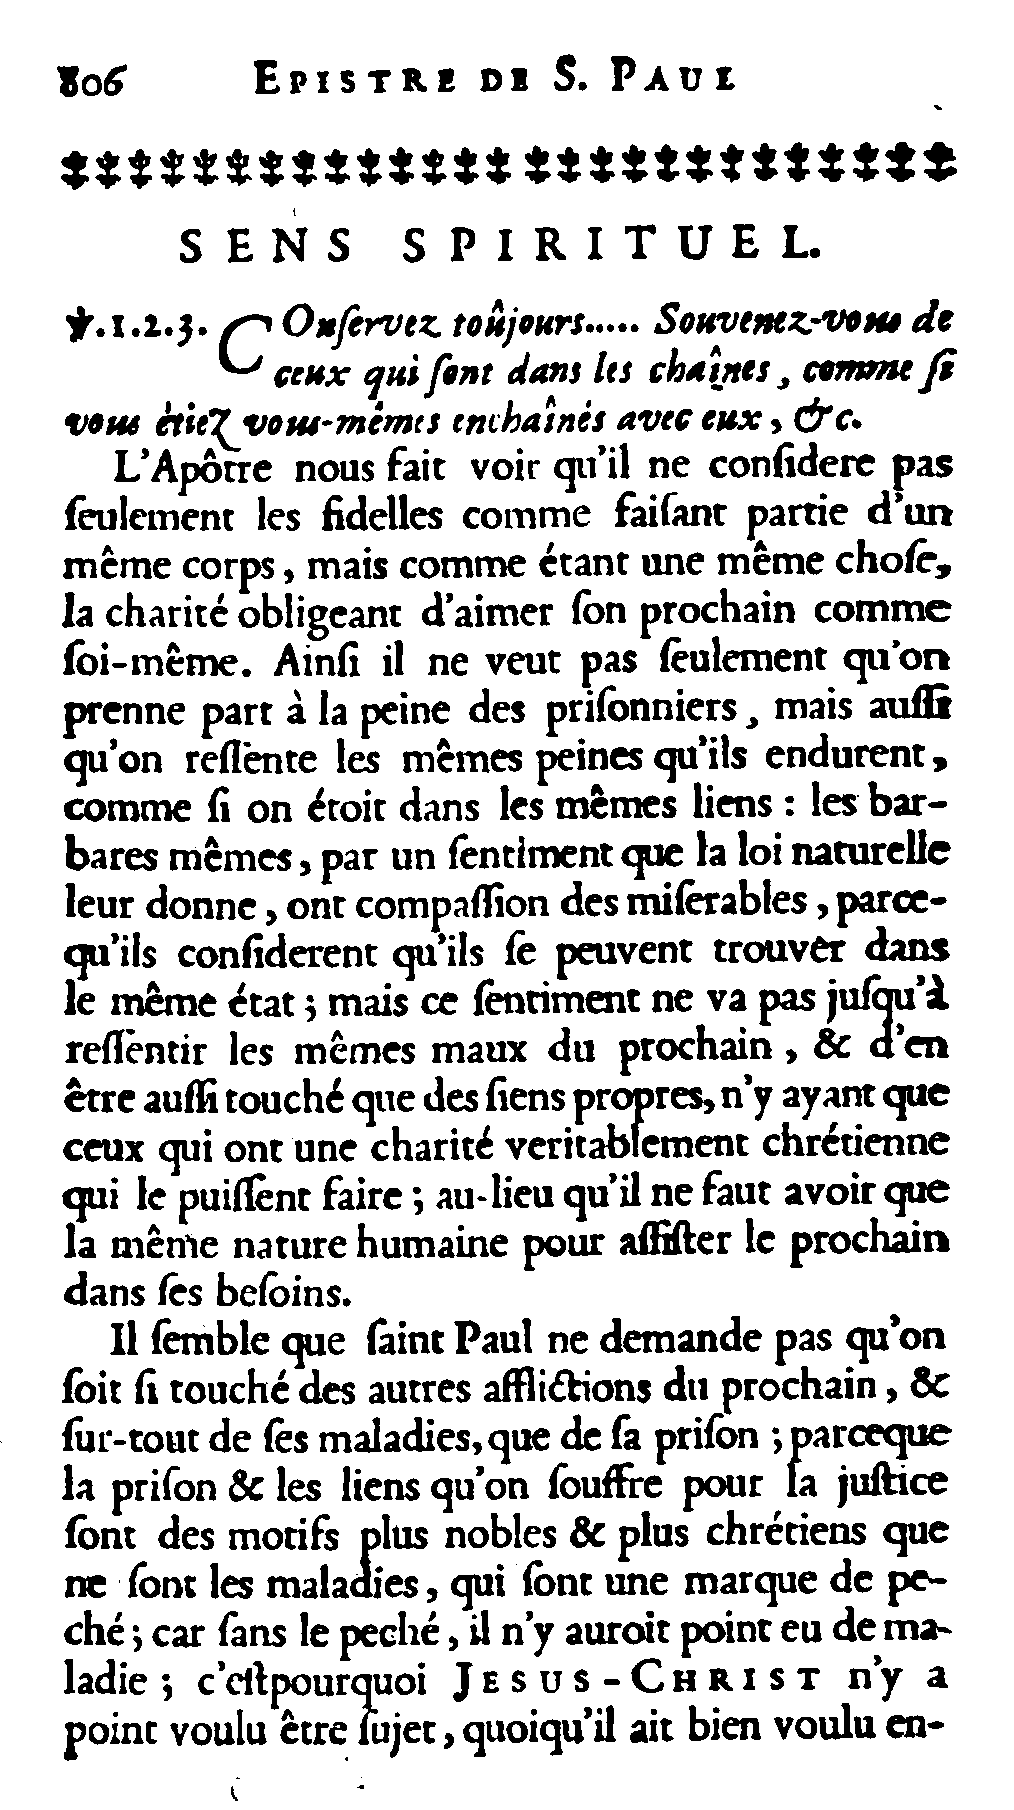 806 EPISTRE DE S. PAUL
SENS SPIRITUEL.
℣.1.2.3. COnſervez toûjours..... Souvenez-vous de
ceux qui ſont dans les chaînes, comme ſi
vous étiez vous-mêmes enchaînés avec eux, &c.
L'Apôtre nous fait voir qu'il ne conſidere pas
ſeulement les fidelles comme faiſant partie d'un
même corps, mais comme étant une même choſe,
la charité obligeant d'aimer ſon prochain comme
ſoi-même. Ainſi il ne veut pas ſeulement qu'on
prenne part à la peine des priſonniers, mais auſſi
qu'on reſſente les mêmes peines qu'ils endurent,
comme ſi on étoit dans les mêmes liens : les bar-
bares mêmes, par un ſentiment que la loi naturelle
leur donne, ont compaſſion des miſerables, parce-
qu'ils conſiderent qu'ils ſe peuvent trouver dans
le même état ; mais ce ſentiment ne va pas juſqu'à
reſſentir les mêmes maux du prochain, & d'en
être auſſi touché que des ſiens propres, n'y ayant que
ceux qui ont une charité veritablement chrétienne
qui le puiſſent faire ; au-lieu qu'il ne faut avoir que
la même nature humaine pour aſſiſter le prochain
dans ſes beſoins.
Il ſemble que ſaint Paul ne demande pas qu'on
ſoit ſi touché des autres afflictions du prochain, &
ſur-tout de ſes maladies, que de ſa priſon ; parceque
la priſon & les liens qu'on ſouffre pour la juſtice
ſont des motifs plus nobles & plus chrétiens que
ne ſont les maladies, qui ſont une marque de pe-
ché ; car ſans le peché, il n'y auroit point eu de ma-
ladie ; c'eſtpourquoi JESUS-CHRIST n'y a
point voulu être ſujet, quoiqu'il ait bien voulu en-